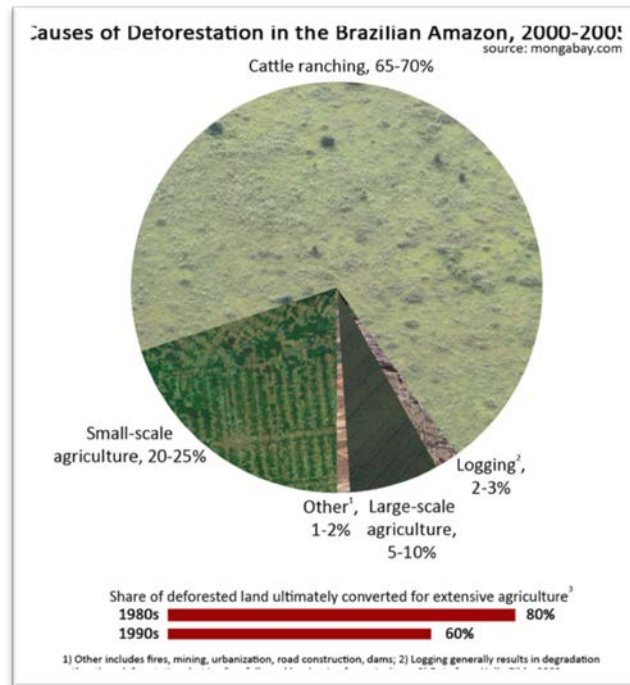 Causes of Deforestation in the Brazilian Amazon, 2000-2005
source: mongabay.com
Cattle ranching, 65-70%
Small-scale
agriculture, 20-25%
Logging²,
2-3%
Other¹,
1-2%
Large-scale
agriculture,
5-10%
Share of deforested land ultimately converted for extensive agriculture³
1980s 80%
1990s 60%
1) Other includes fires, mining, urbanization, road construction, dams; 2) Logging generally results in degradation